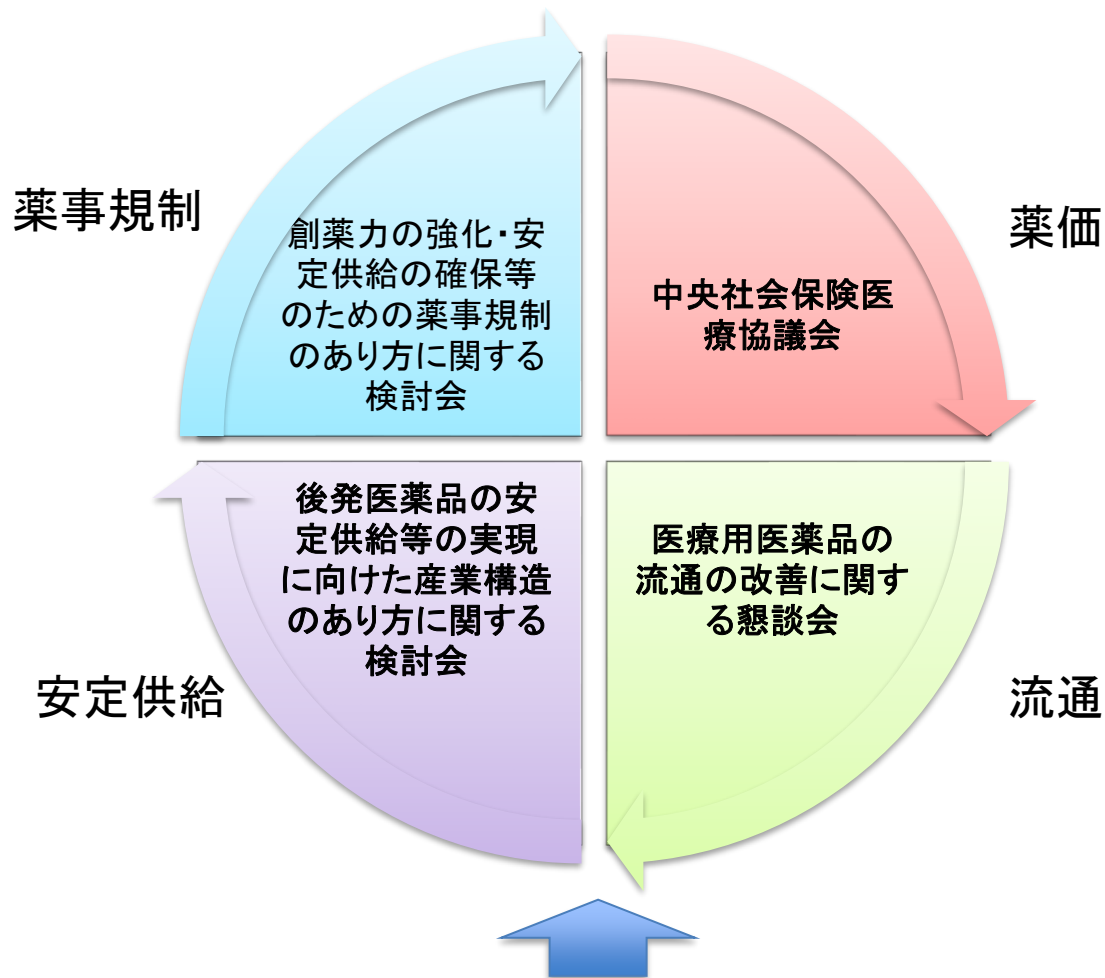 薬事規制
創薬力の強化・安
定供給の確保等
のための薬事規制
のあり方に関する
検討会
中央社会保険医
療協議会
薬価
後発医薬品の安
定供給等の実現
に向けた産業構造
のあり方に関する
検討会
医療用医薬品の
流通の改善に関す
る懇談会
安定供給
流通